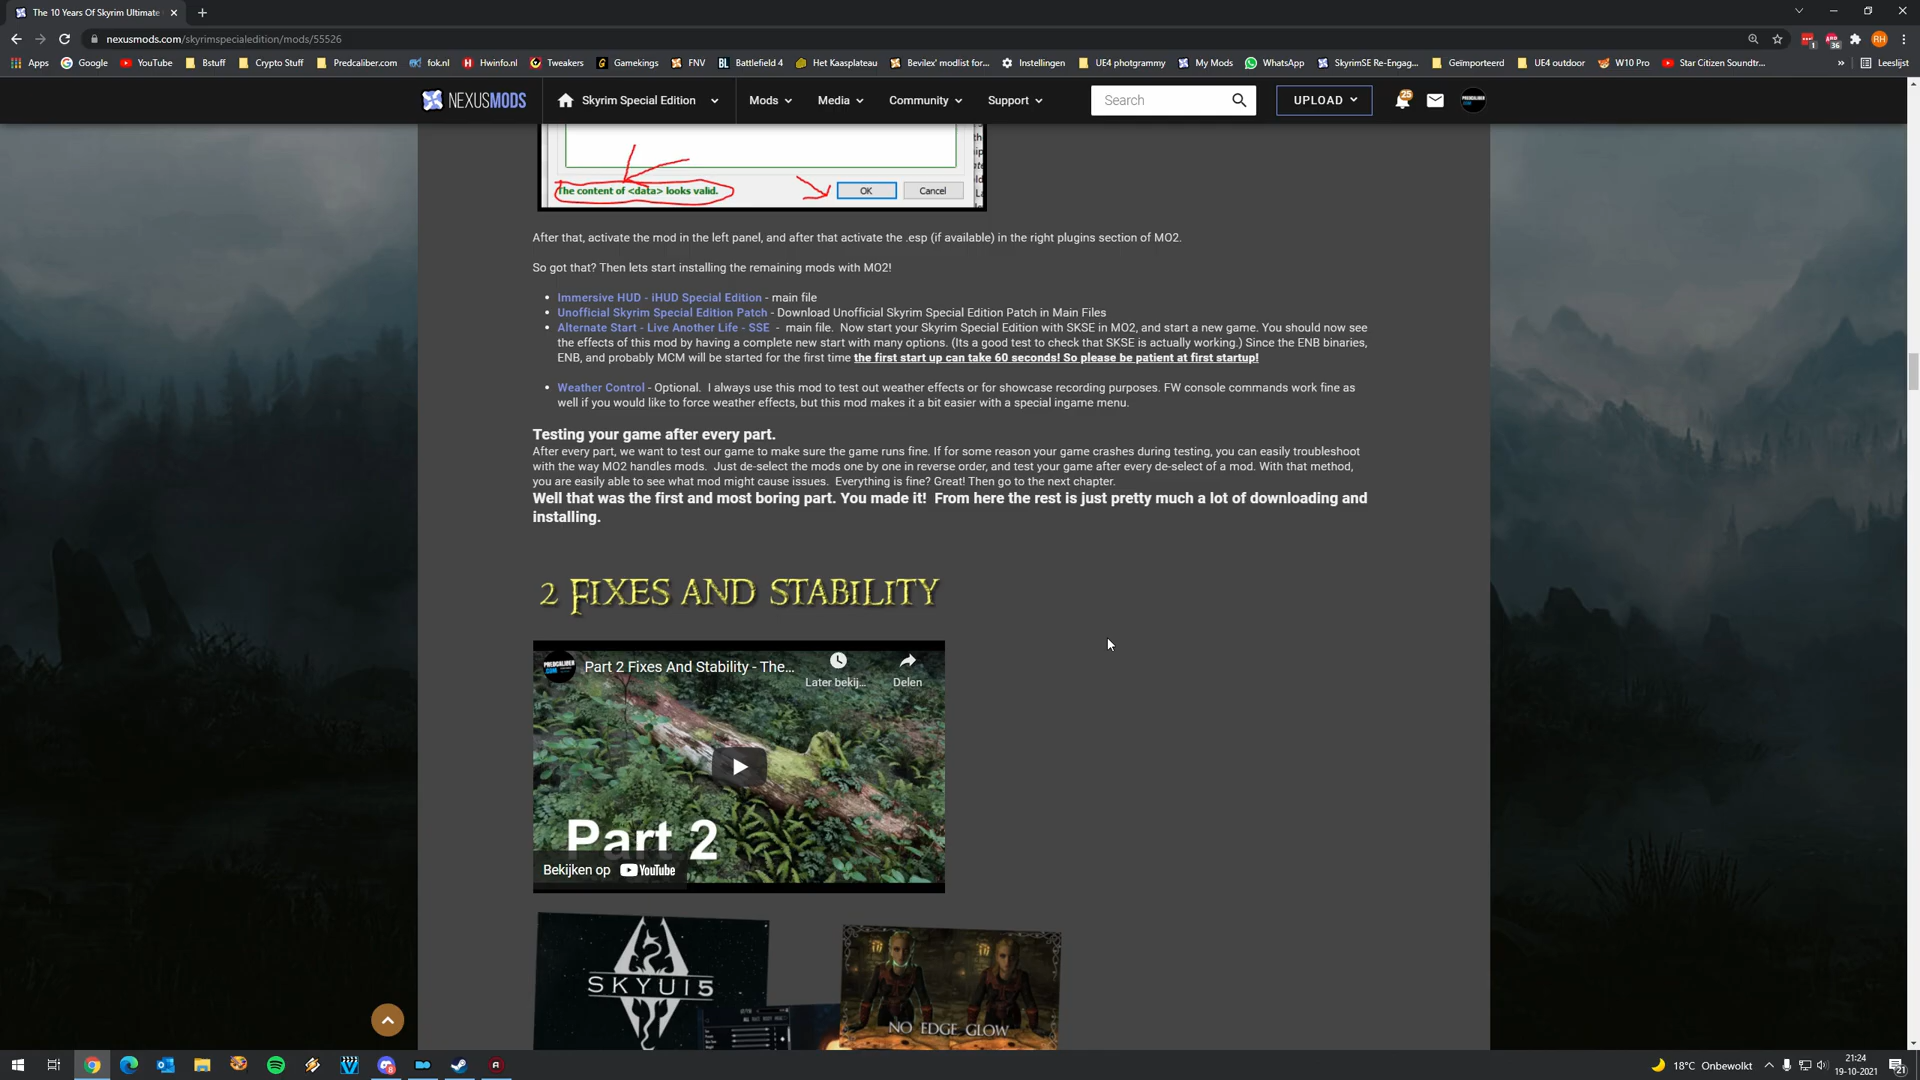 The 10 Years Of Skyrim Ultimate
nexusmods.com/skyrimspecialedition/mods/55526
1
36
RH
Apps
Google
YouTube
Bstuff
Crypto Stuff
Predcaliber.com
fok.nl
Hwinfo.nl
Tweakers
Gamekings
FNV
BL Battlefield 4
Het Kaasplateau
Bevilex' modlist for...
Instellingen
UE4 photgrammy
My Mods
WhatsApp
SkyrimSE Re-Engag...
Geïmporteerd
UE4 outdoor
W10 Pro
Star Citizen Soundtr...
»
Leeslijst
NEXUSMODS
Skyrim Special Edition
Mods
Media
Community
Support
Search
UPLOAD
25
The content of <data> looks valid.
OK
Cancel
After that, activate the mod in the left panel, and after that activate the .esp (if available) in the right plugins section of MO2.
So got that? Then lets start installing the remaining mods with MO2!
• Immersive HUD - iHUD Special Edition - main file
• Unofficial Skyrim Special Edition Patch - Download Unofficial Skyrim Special Edition Patch in Main Files
• Alternate Start - Live Another Life - SSE - main file. Now start your Skyrim Special Edition with SKSE in MO2, and start a new game. You should now see
the effects of this mod by having a complete new start with many options. (Its a good test to check that SKSE is actually working.) Since the ENB binaries,
ENB, and probably MCM will be started for the first time the first start up can take 60 seconds! So please be patient at first startup!
• Weather Control - Optional. I always use this mod to test out weather effects or for showcase recording purposes. FW console commands work fine as
well if you would like to force weather effects, but this mod makes it a bit easier with a special ingame menu.
Testing your game after every part.
After every part, we want to test our game to make sure the game runs fine. If for some reason your game crashes during testing, you can easily troubleshoot
with the way MO2 handles mods. Just de-select the mods one by one in reverse order, and test your game after every de-select of a mod. With that method,
you are easily able to see what mod might cause issues. Everything is fine? Great! Then go to the next chapter.
Well that was the first and most boring part. You made it! From here the rest is just pretty much a lot of downloading and
installing.
2 FIXES AND STABILITY
PREDCALIBER .COM
Part 2 Fixes And Stability - The...
Later bekij...
Delen
Part 2
Bekijken op YouTube
SKYUI5
NO EDGE GLOW
18°C Onbewolkt
21:24
19-10-2021
21